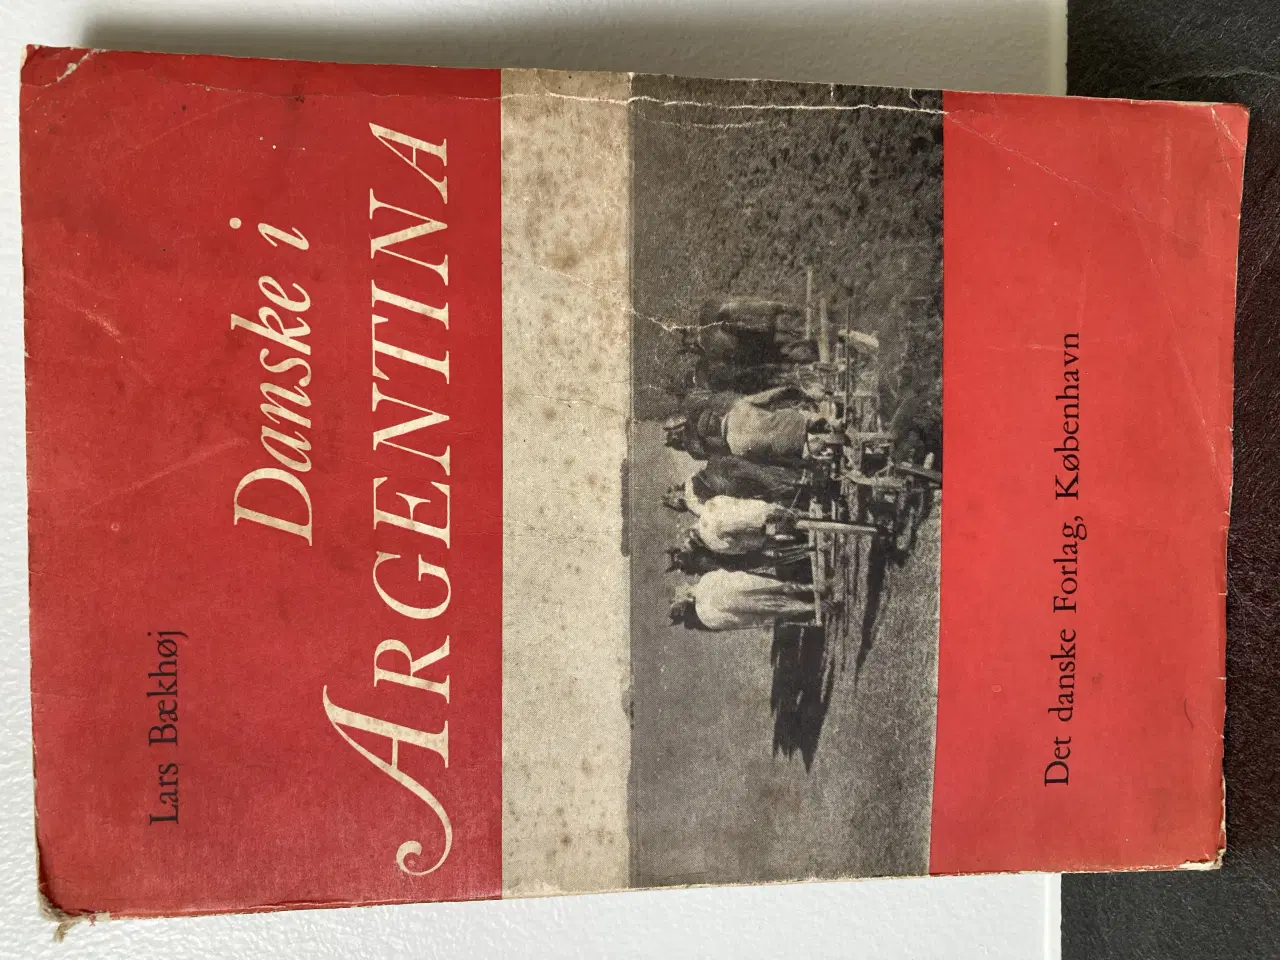 Lars Bækhøj
Danske i
ARGENTINA
Det danske Forlag, København